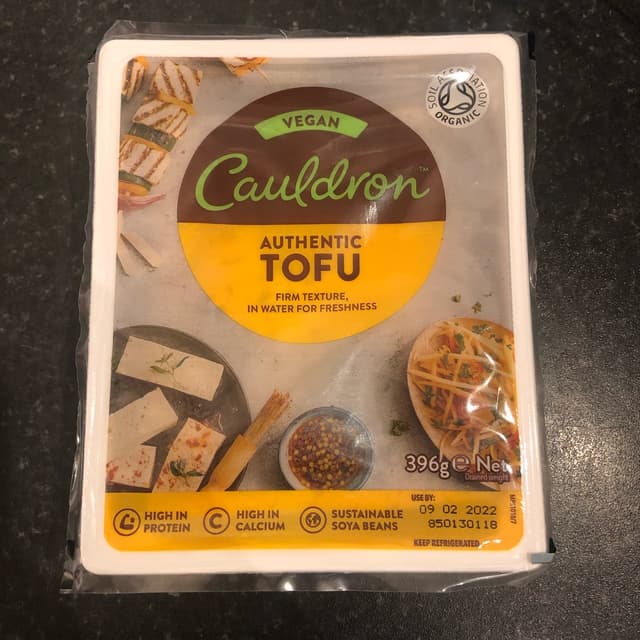 SOIL ASSOCIATION
ORGANIC
VEGAN
Cauldron™
AUTHENTIC
TOFU
FIRM TEXTURE,
IN WATER FOR FRESHNESS
396g ℮ Net
Drained weight
HIGH IN
PROTEIN
HIGH IN
CALCIUM
SUSTAINABLE
SOYA BEANS
USE BY:
09 02 2022
850130118
KEEP REFRIGERATED